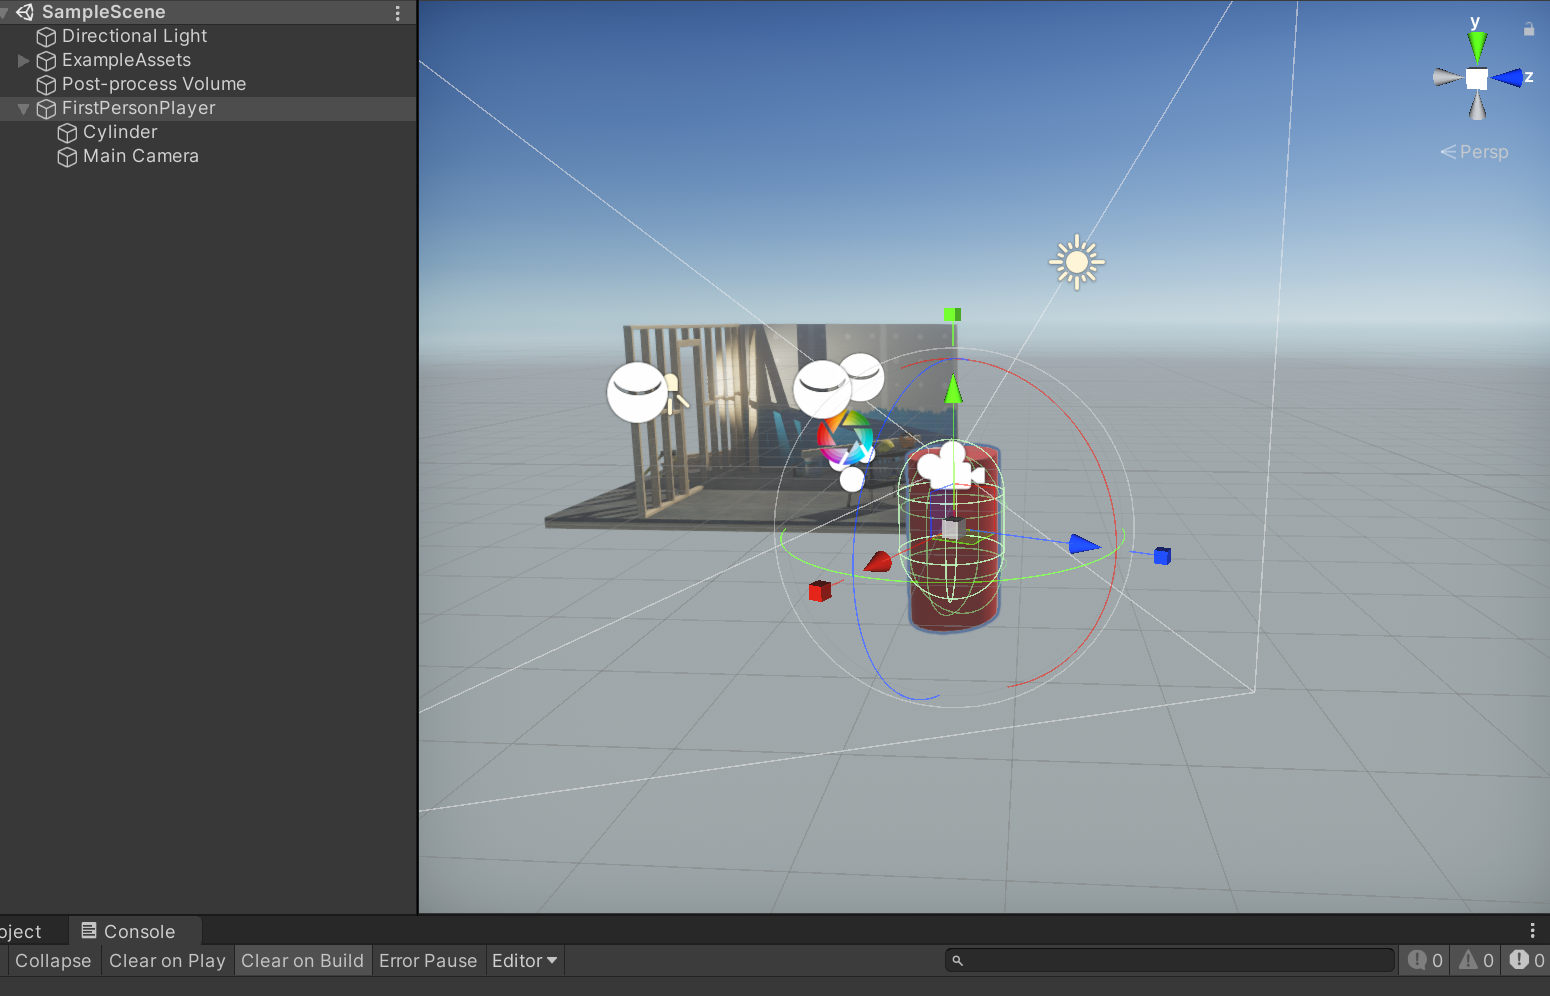 SampleScene
Directional Light
ExampleAssets
Post-process Volume
FirstPersonPlayer
Cylinder
Main Camera
y
z
Persp
oject
Console
Collapse
Clear on Play
Clear on Build
Error Pause
Editor
0
0
0